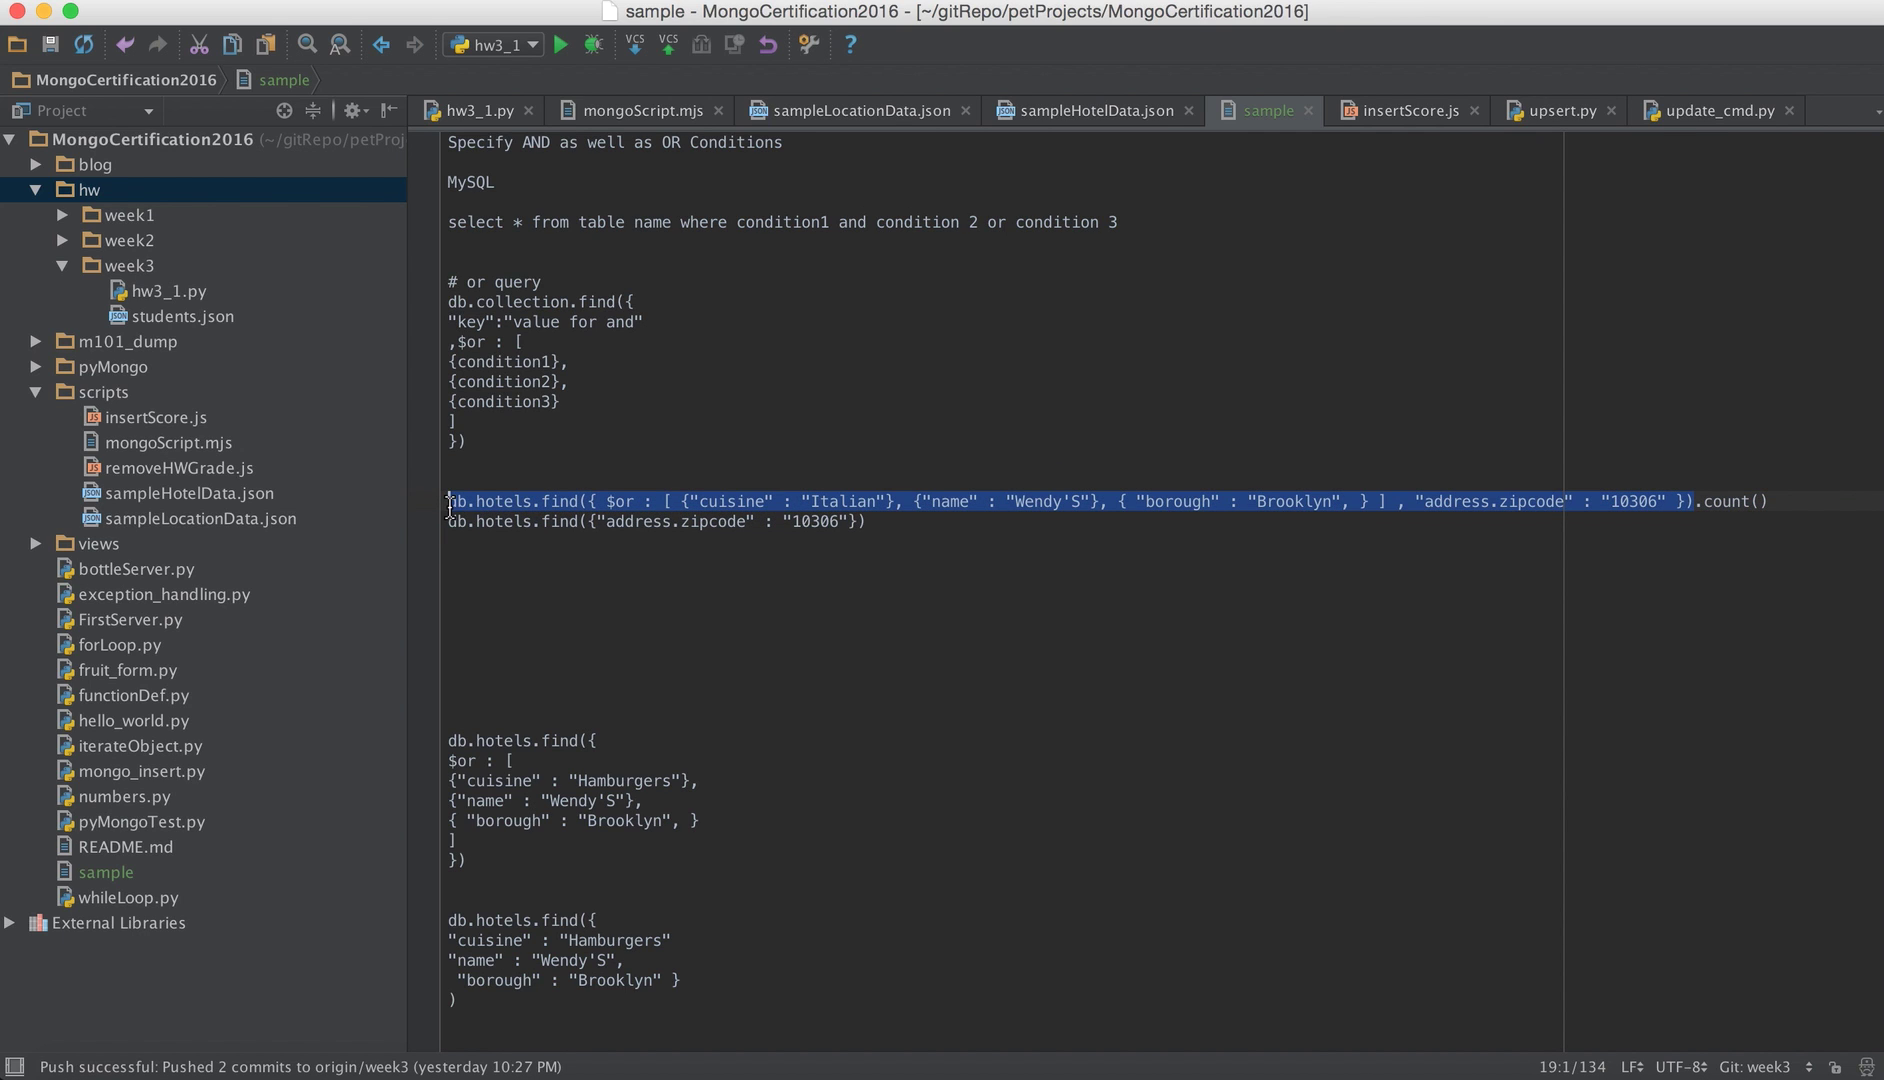 sample - MongoCertification2016 - [~/gitRepo/petProjects/MongoCertification2016]
hw3_1
VCS
VCS
?
MongoCertification2016
sample
Project
hw3_1.py
mongoScript.mjs
sampleLocationData.json
sampleHotelData.json
sample
insertScore.js
upsert.py
update_cmd.py
MongoCertification2016 (~/gitRepo/petProj
blog
hw
week1
week2
week3
hw3_1.py
students.json
m101_dump
pyMongo
scripts
insertScore.js
mongoScript.mjs
removeHWGrade.js
sampleHotelData.json
sampleLocationData.json
views
bottleServer.py
exception_handling.py
FirstServer.py
forLoop.py
fruit_form.py
functionDef.py
hello_world.py
iterateObject.py
mongo_insert.py
numbers.py
pyMongoTest.py
README.md
sample
whileLoop.py
External Libraries
Specify AND as well as OR Conditions
MySQL
select * from table name where condition1 and condition 2 or condition 3
# or query
db.collection.find({
"key":"value for and"
,$or : [
{condition1},
{condition2},
{condition3}
]
})
db.hotels.find({ $or : [ {"cuisine" : "Italian"}, {"name" : "Wendy'S"}, { "borough" : "Brooklyn", } ] , "address.zipcode" : "10306" }).count()
db.hotels.find({"address.zipcode" : "10306"})
db.hotels.find({
$or : [
{"cuisine" : "Hamburgers"},
{"name" : "Wendy'S"},
{ "borough" : "Brooklyn", }
]
})
db.hotels.find({
"cuisine" : "Hamburgers"
"name" : "Wendy'S",
"borough" : "Brooklyn" }
)
Push successful: Pushed 2 commits to origin/week3 (yesterday 10:27 PM)
19:1/134 LF UTF-8 Git: week3